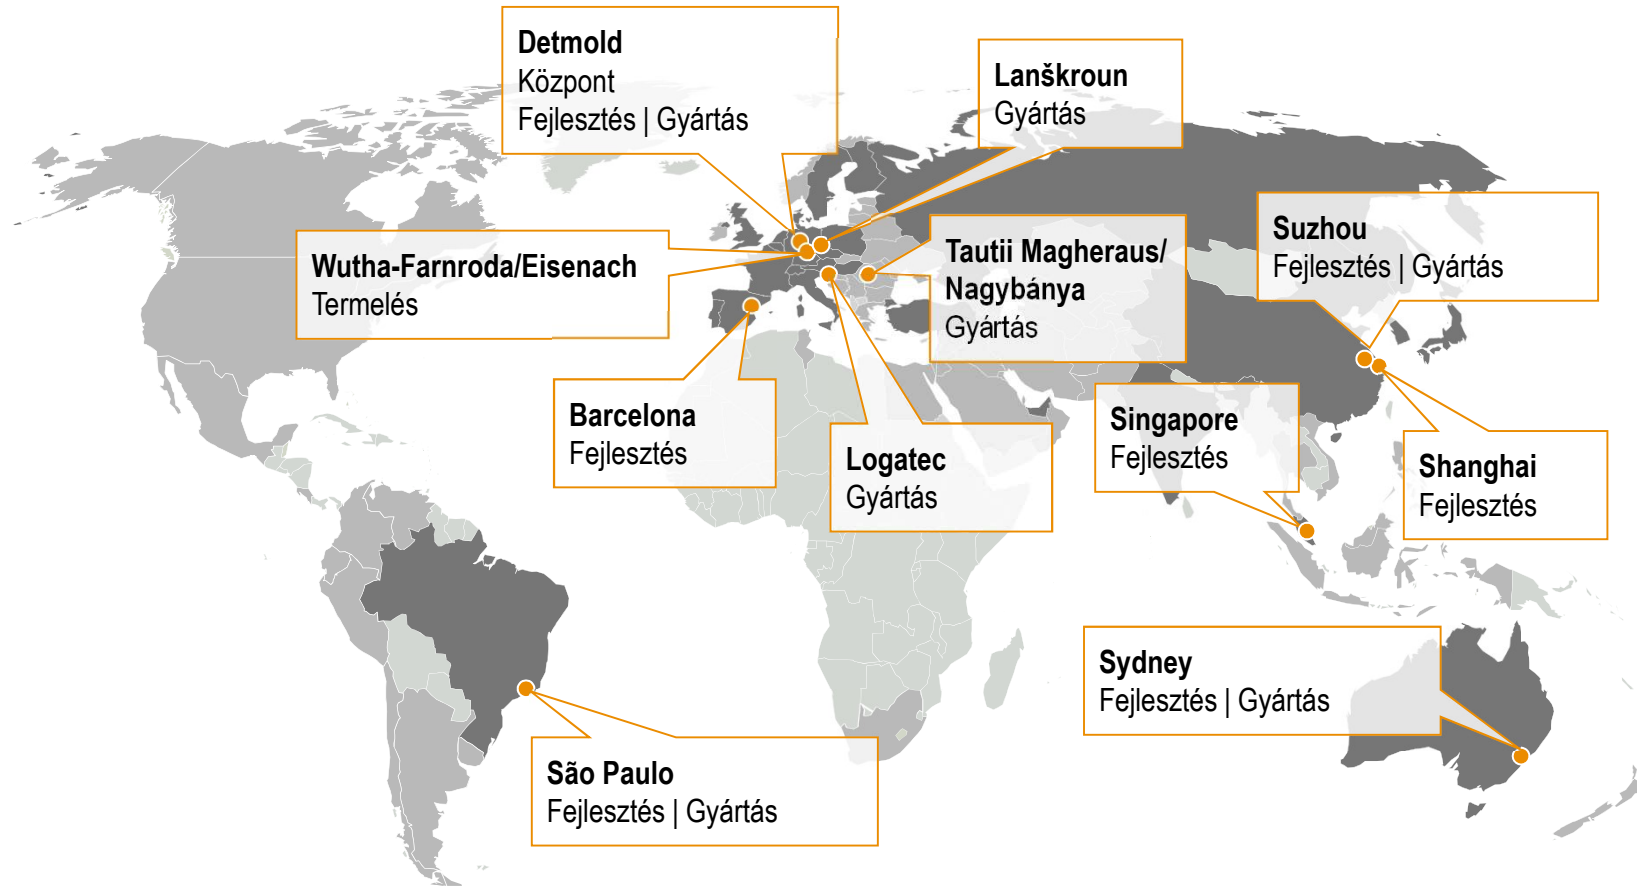 Detmold
Központ
Fejlesztés | Gyártás
Lanškroun
Gyártás
Suzhou
Fejlesztés | Gyártás
Wutha-Farnroda/Eisenach
Termelés
Tautii Magheraus/
Nagybánya
Gyártás
Barcelona
Fejlesztés
Logatec
Gyártás
Singapore
Fejlesztés
Shanghai
Fejlesztés
Sydney
Fejlesztés | Gyártás
São Paulo
Fejlesztés | Gyártás